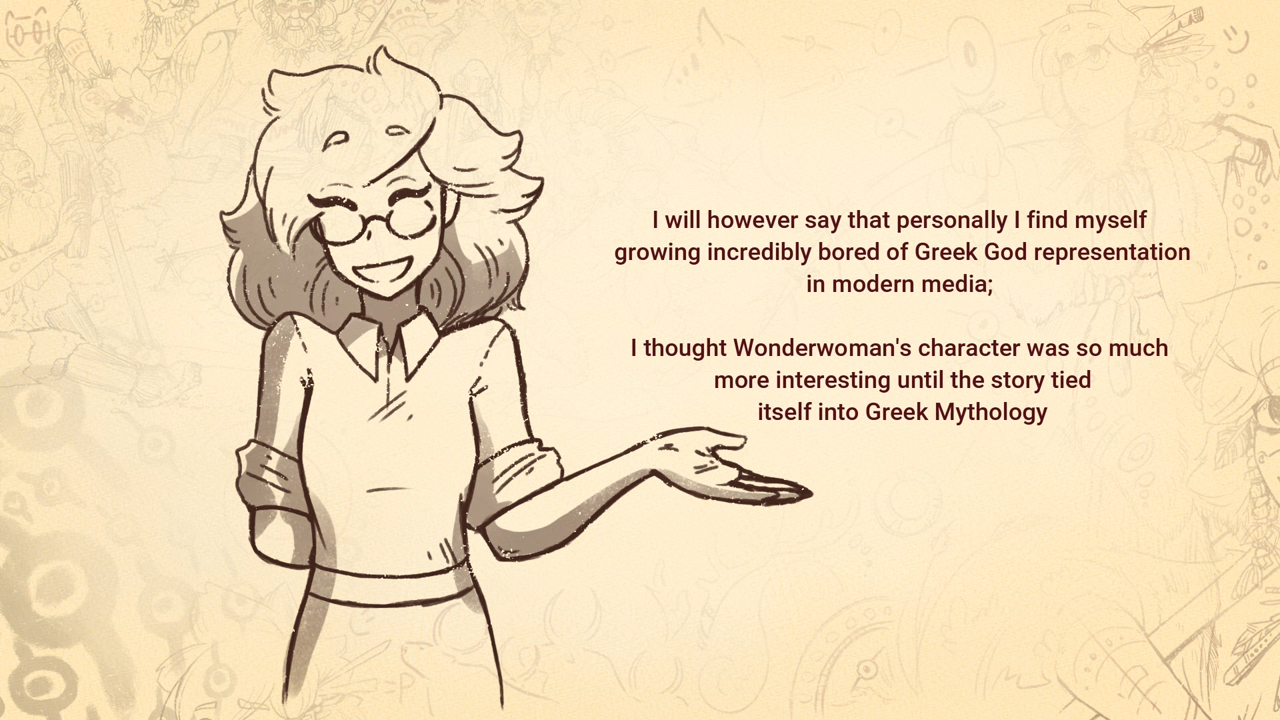 I will however say that personally I find myself
growing incredibly bored of Greek God representation
in modern media;
I thought Wonderwoman's character was so much
more interesting until the story tied
itself into Greek Mythology